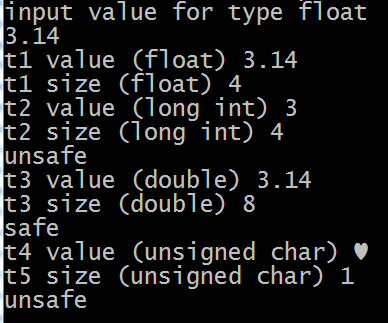 input value for type float
3.14
t1 value (float) 3.14
t1 size (float) 4
t2 value (long int) 3
t2 size (long int) 4
unsafe
t3 value (double) 3.14
t3 size (double) 8
safe
t4 value (unsigned char) ♥
t5 size (unsigned char) 1
unsafe